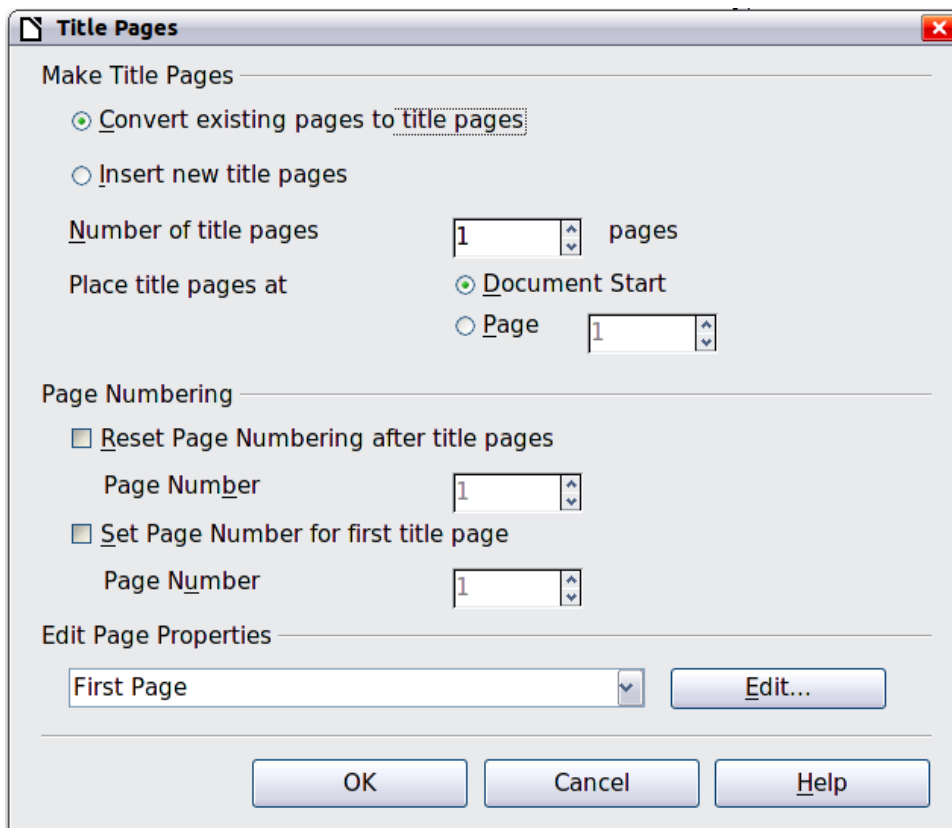 Title Pages
Make Title Pages
Convert existing pages to title pages
Insert new title pages
Number of title pages 1 pages
Place title pages at Document Start
Page 1
Page Numbering
Reset Page Numbering after title pages
Page Number 1
Set Page Number for first title page
Page Number 1
Edit Page Properties
First Page Edit...
OK Cancel Help